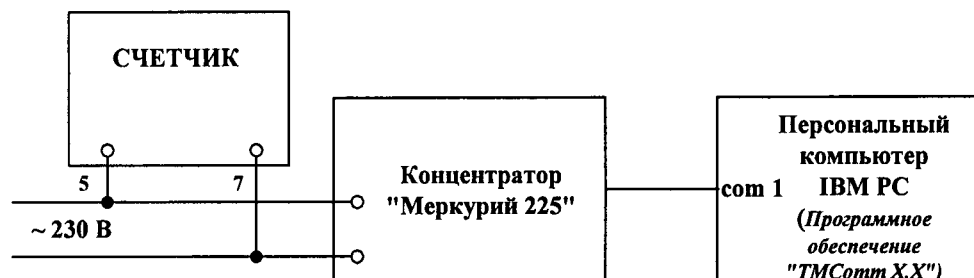 СЧЕТЧИК
5
7
~ 230 В
Концентратор
"Меркурий 225"
com 1
Персональный
компьютер
IBM PC
(Программное
обеспечение
"TMComm X.X")